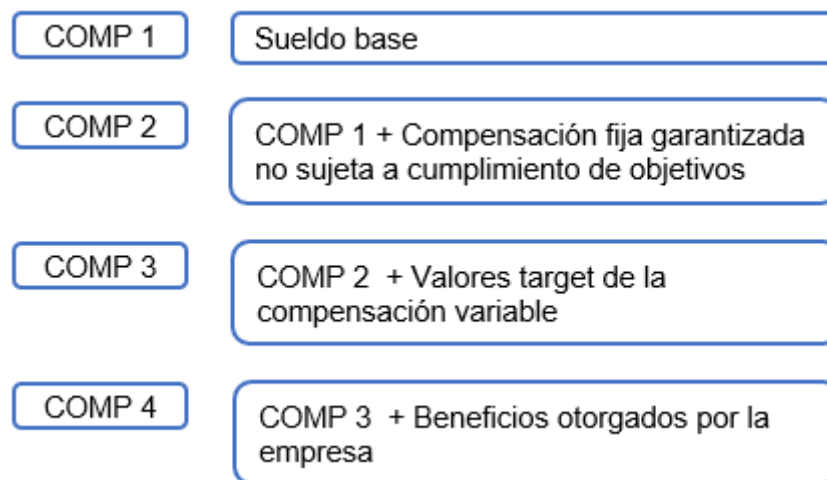 COMP 1
Sueldo base
COMP 2
COMP 1 + Compensación fija garantizada
no sujeta a cumplimiento de objetivos
COMP 3
COMP 2 + Valores target de la
compensación variable
COMP 4
COMP 3 + Beneficios otorgados por la
empresa